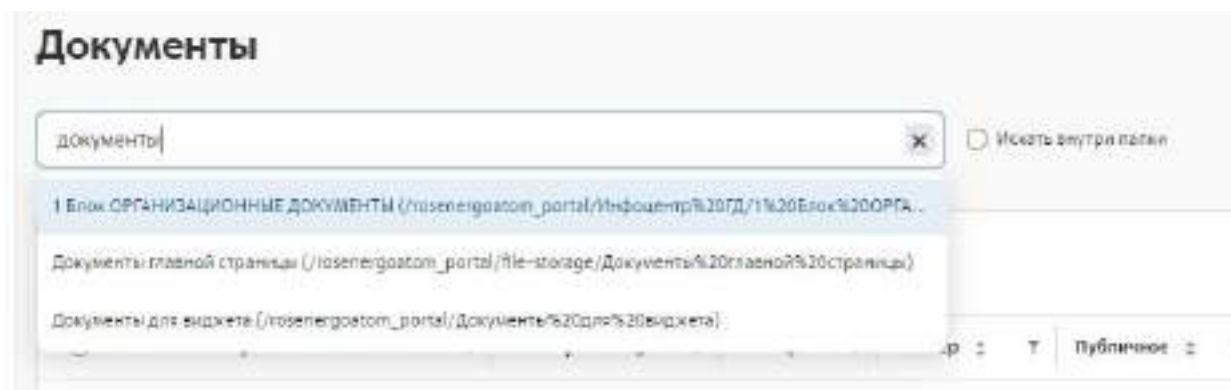 Документы
документы
Искать внутри папки
1 Блок ОРГАНИЗАЦИОННЫЕ ДОКУМЕНТЫ (/rosenergoatom_portal/Инфоцентр%20ГД/1%20Блок%20ОРГА...
Документы главной страницы (/rosenergoatom_portal/file-storage/Документы%20главной%20страницы)
Документы для виджета (/rosenergoatom_portal/Документы%20для%20виджета)
Публичное